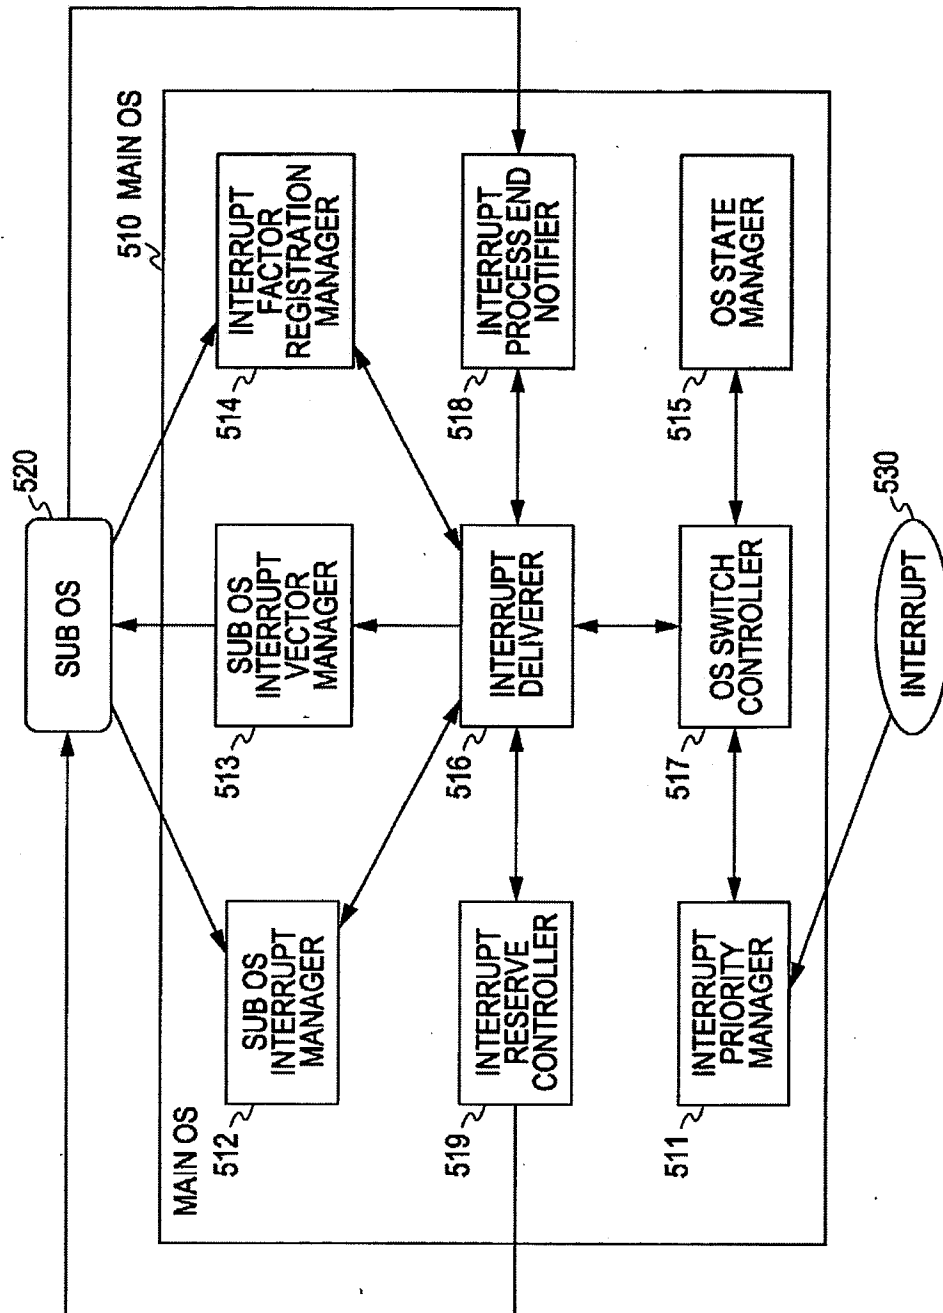 520
SUB OS
510 MAIN OS
MAIN OS
SUB OS
INTERRUPT
MANAGER
512
SUB OS
INTERRUPT
VECTOR
MANAGER
513
INTERRUPT
FACTOR
REGISTRATION
MANAGER
514
INTERRUPT
RESERVE
CONTROLLER
519
INTERRUPT
DELIVERER
516
INTERRUPT
PROCESS END
NOTIFIER
518
INTERRUPT
PRIORITY
MANAGER
511
OS SWITCH
CONTROLLER
517
OS STATE
MANAGER
515
INTERRUPT
530